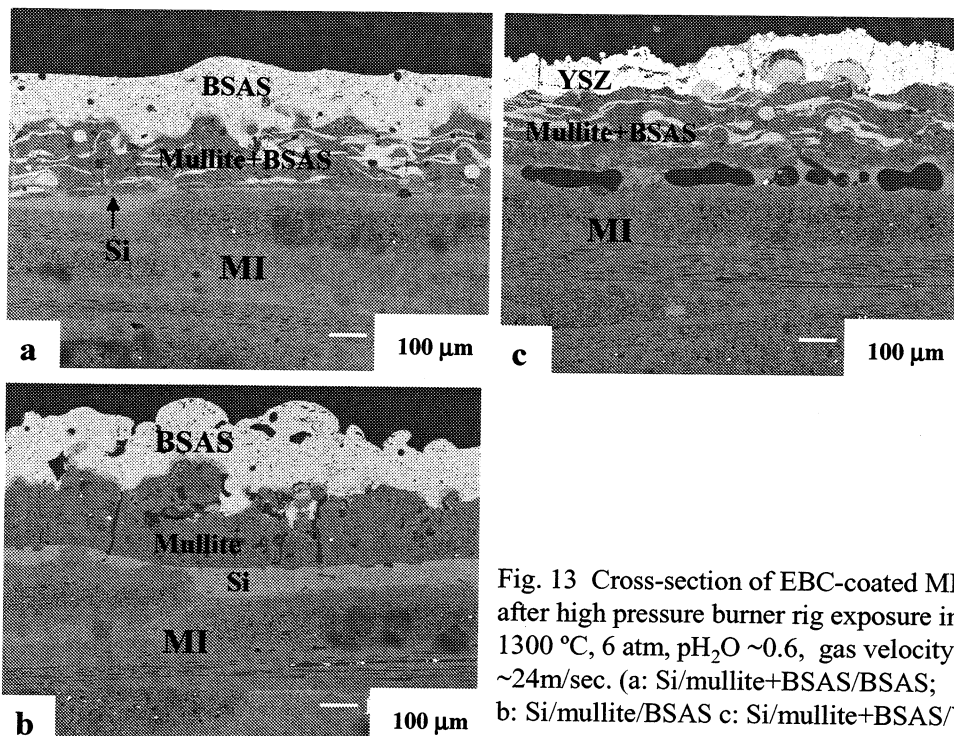 BSAS
Mullite+BSAS
Si
MI
a
100 µm
YSZ
Mullite+BSAS
MI
c
100 µm
BSAS
Mullite
Si
MI
b
100 µm
Fig. 13 Cross-section of EBC-coated MI
after high pressure burner rig exposure in
1300 ºC, 6 atm, pH₂O ~0.6, gas velocity
~24m/sec. (a: Si/mullite+BSAS/BSAS;
b: Si/mullite/BSAS c: Si/mullite+BSAS/